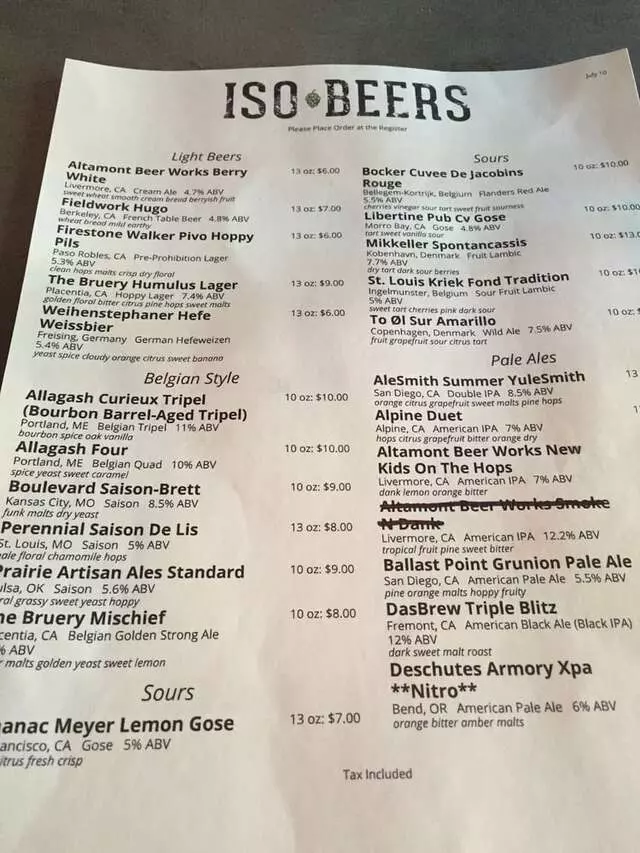 July 10
ISO BEERS
Please Place Order at the Register
Light Beers
Altamont Beer Works Berry 13 oz: $6.00
White
Livermore, CA Cream Ale 4.7% ABV
sweet wheat smooth cream bread berryish fruit
Fieldwork Hugo 13 oz: $7.00
Berkeley, CA French Table Beer 4.8% ABV
wheat bread mild earthy
Firestone Walker Pivo Hoppy 13 oz: $6.00
Pils
Paso Robles, CA Pre-Prohibition Lager
5.3% ABV
clean hops malts crisp dry floral
The Bruery Humulus Lager 13 oz: $9.00
Placentia, CA Hoppy Lager 7.4% ABV
golden floral bitter citrus pine hops sweet malts
Weihenstephaner Hefe 13 oz: $6.00
Weissbier
Freising, Germany German Hefeweizen
5.4% ABV
yeast spice cloudy orange citrus sweet banana
Belgian Style
Allagash Curieux Tripel 10 oz: $10.00
(Bourbon Barrel-Aged Tripel)
Portland, ME Belgian Tripel 11% ABV
bourbon spice oak vanilla
Allagash Four 10 oz: $10.00
Portland, ME Belgian Quad 10% ABV
spice yeast sweet caramel
Boulevard Saison-Brett 10 oz: $9.00
Kansas City, MO Saison 8.5% ABV
funk malts dry yeast
Perennial Saison De Lis 13 oz: $8.00
St. Louis, MO Saison 5% ABV
ale floral chamomile hops
Prairie Artisan Ales Standard 10 oz: $9.00
ulsa, OK Saison 5.6% ABV
ral grassy sweet yeast hoppy
he Bruery Mischief 10 oz: $8.00
centia, CA Belgian Golden Strong Ale
% ABV
r malts golden yeast sweet lemon
Sours
anac Meyer Lemon Gose 13 oz: $7.00
ancisco, CA Gose 5% ABV
itrus fresh crisp
Sours
Bocker Cuvee De Jacobins 10 oz: $10.00
Rouge
Bellegem-Kortrijk, Belgium Flanders Red Ale
5.5% ABV
cherries vinegar sour tart sweet fruit sourness
Libertine Pub Cv Gose 10 oz: $10.00
Morro Bay, CA Gose 4.8% ABV
tart sweet vanilla sour
Mikkeller Spontancassis 10 oz: $13.0
Kobenhavn, Denmark Fruit Lambic
7.7% ABV
dry tart dark sour berries
St. Louis Kriek Fond Tradition 10 oz: $1
Ingelmunster, Belgium Sour Fruit Lambic
5% ABV
sweet tart cherries pink dark sour
To Øl Sur Amarillo 10 oz:
Copenhagen, Denmark Wild Ale 7.5% ABV
fruit grapefruit sour citrus tart
Pale Ales
AleSmith Summer YuleSmith 13
San Diego, CA Double IPA 8.5% ABV
orange citrus grapefruit sweet malts pine hops
Alpine Duet 1
Alpine, CA American IPA 7% ABV
hops citrus grapefruit bitter orange dry
Altamont Beer Works New
Kids On The Hops
Livermore, CA American IPA 7% ABV
dank lemon orange bitter
Altamont Beer Works Smoke
N Dank
Livermore, CA American IPA 12.2% ABV
tropical fruit pine sweet bitter
Ballast Point Grunion Pale Ale
San Diego, CA American Pale Ale 5.5% ABV
pine orange malts hoppy fruity
DasBrew Triple Blitz
Fremont, CA American Black Ale (Black IPA)
12% ABV
dark sweet malt roast
Deschutes Armory Xpa
**Nitro**
Bend, OR American Pale Ale 6% ABV
orange bitter amber malts
Tax Included